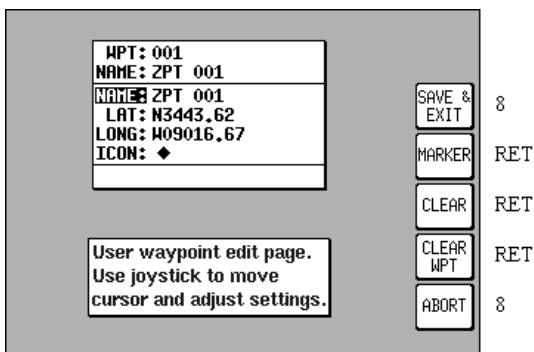 WPT: 001
NAME: ZPT 001
NAME: ZPT 001
LAT: N3443.62
LONG: W09016.67
ICON: ◆
User waypoint edit page.
Use joystick to move
cursor and adjust settings.
SAVE &
EXIT
8
MARKER
RET
CLEAR
RET
CLEAR
WPT
RET
ABORT
8